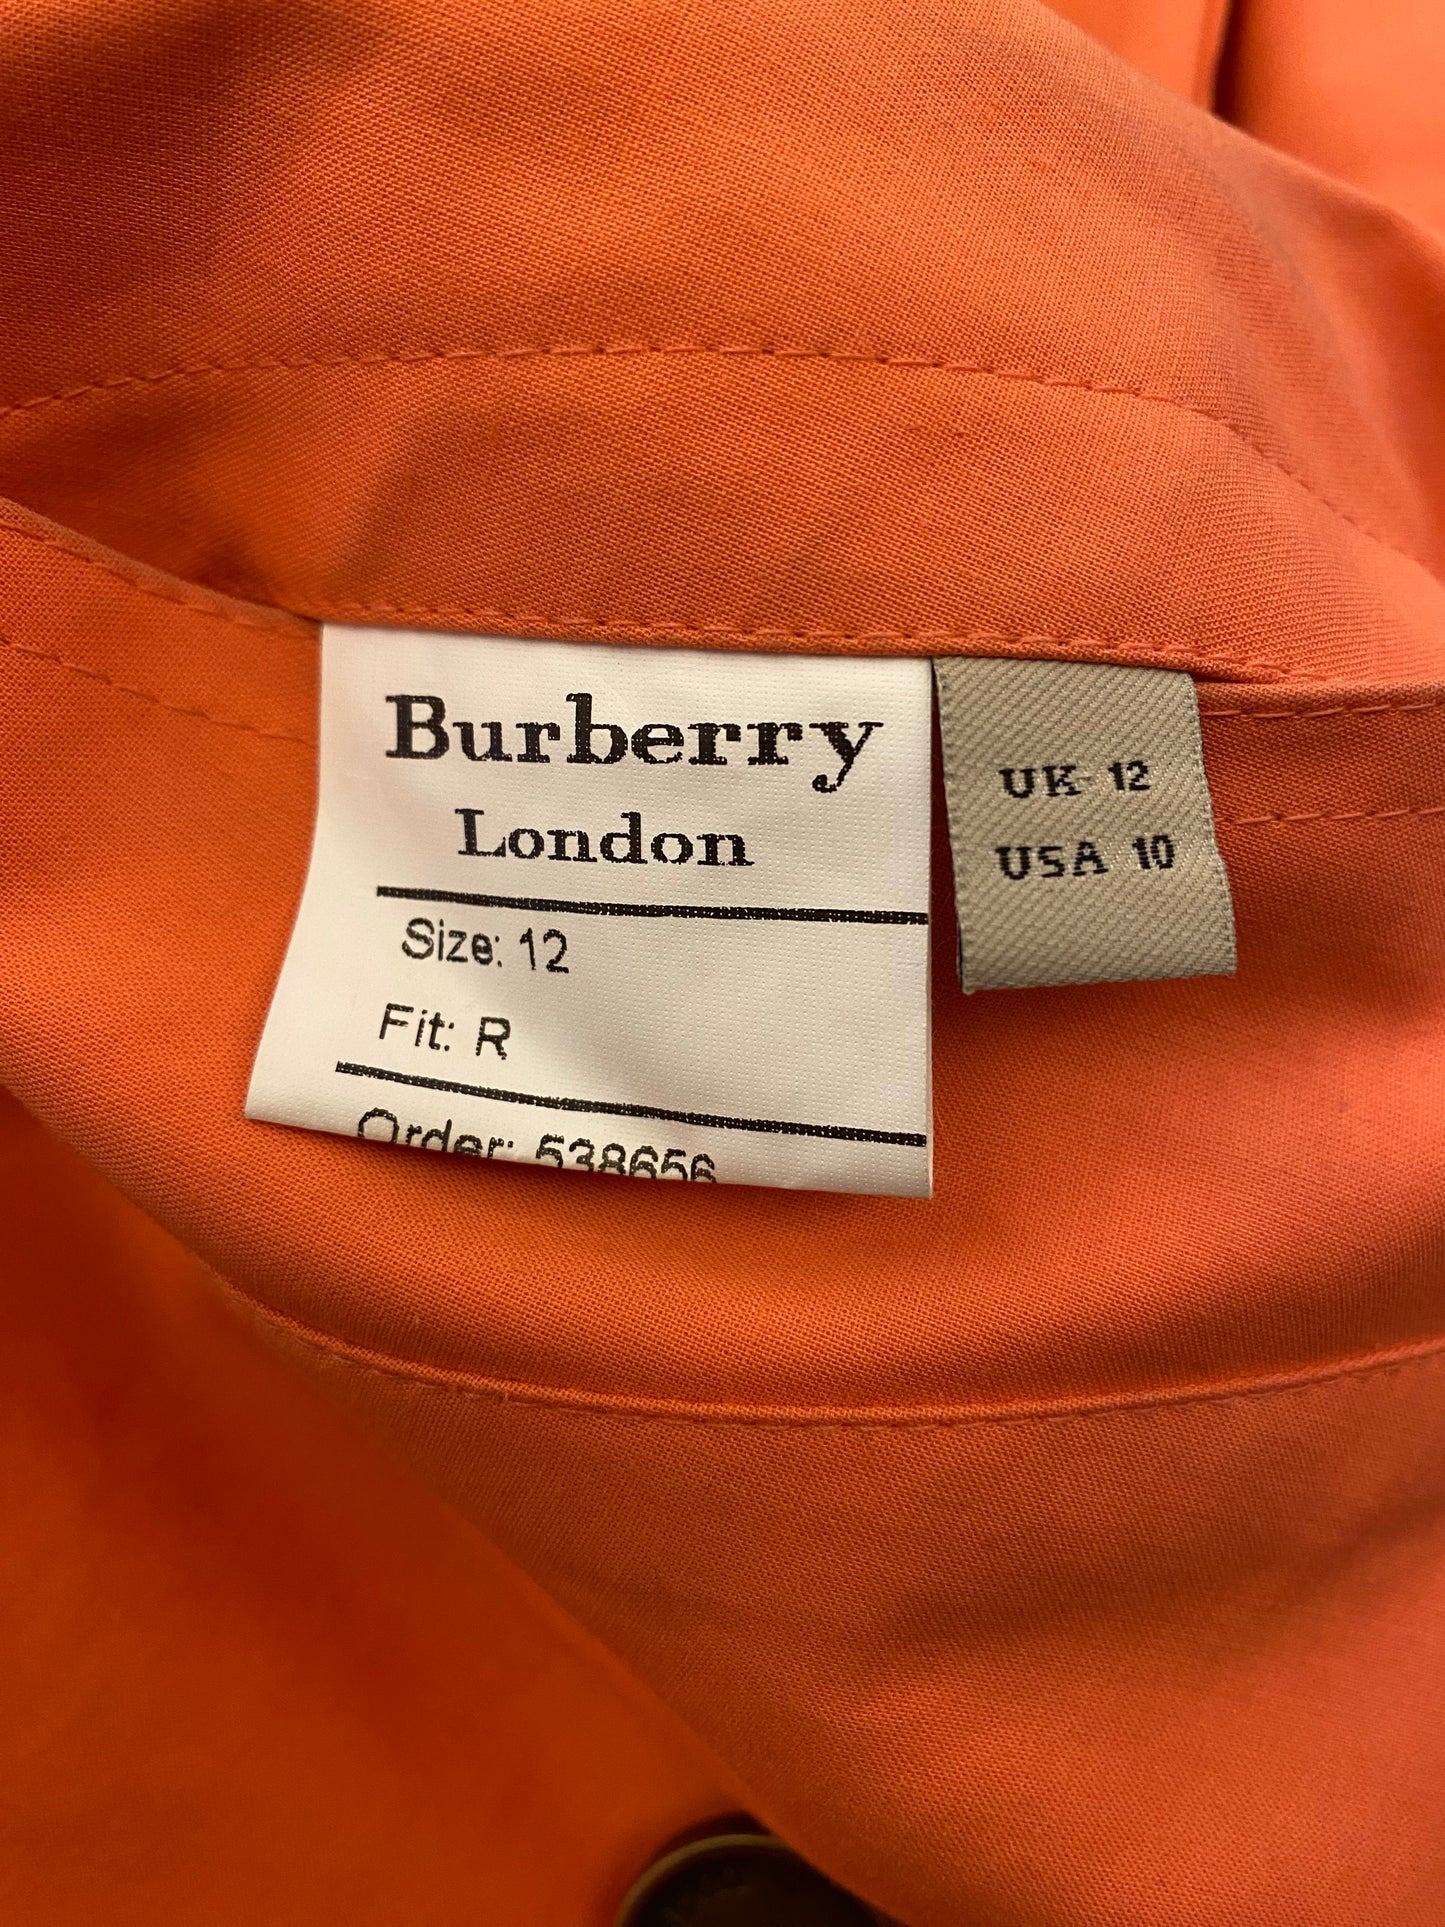 Burberry
London
Size: 12
Fit: R
Order: 538656
UK 12
USA 10